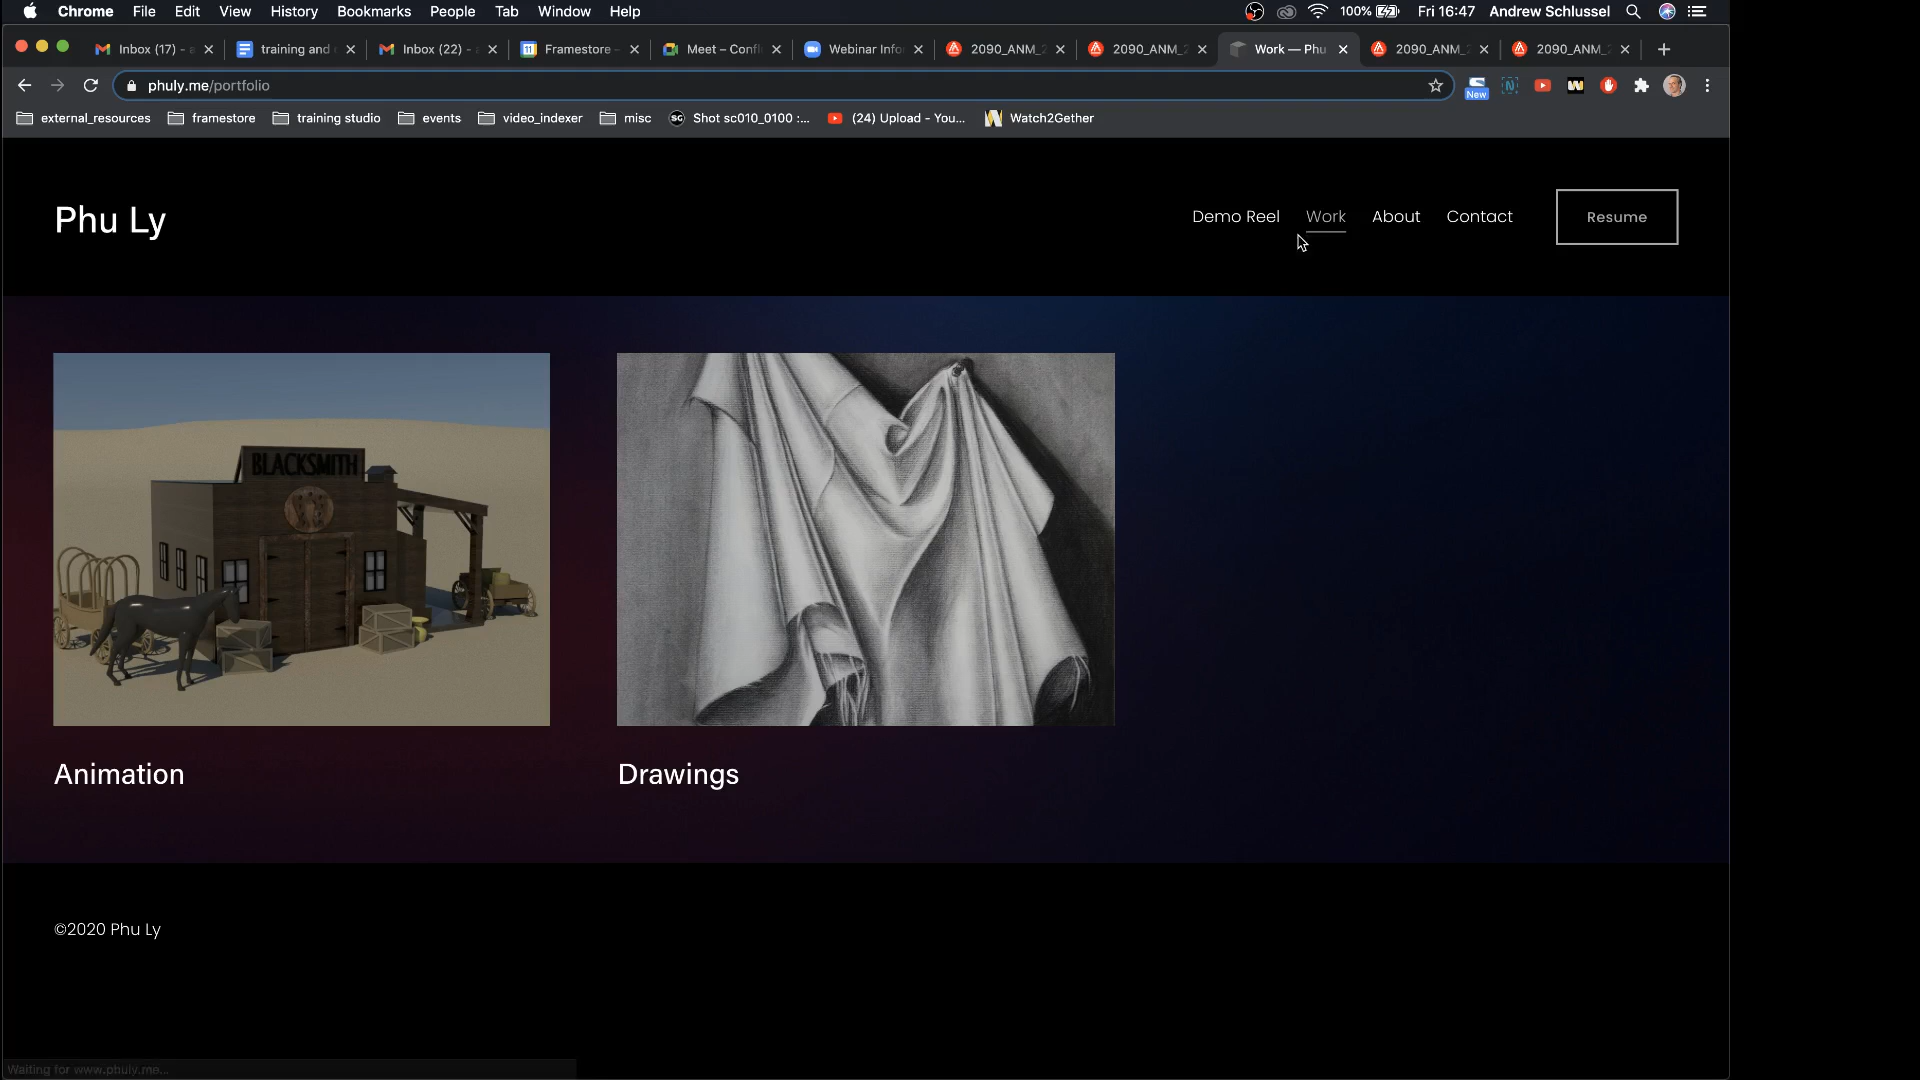 Chrome File Edit View History Bookmarks People Tab Window Help 100% Fri 16:47 Andrew Schlussel
Inbox (17) - training and Inbox (22) - Framestore - Meet – Confl Webinar Info 2090_ANM_ 2090_ANM_ Work — Phu 2090_ANM_ 2090_ANM_
phuly.me/portfolio New
external_resources framestore training studio events video_indexer misc SG Shot sc010_0100 :... (24) Upload - You... Watch2Gether
Phu Ly Demo Reel Work About Contact Resume
BLACKSMITH
Animation Drawings
©2020 Phu Ly
Waiting for www.phuly.me...